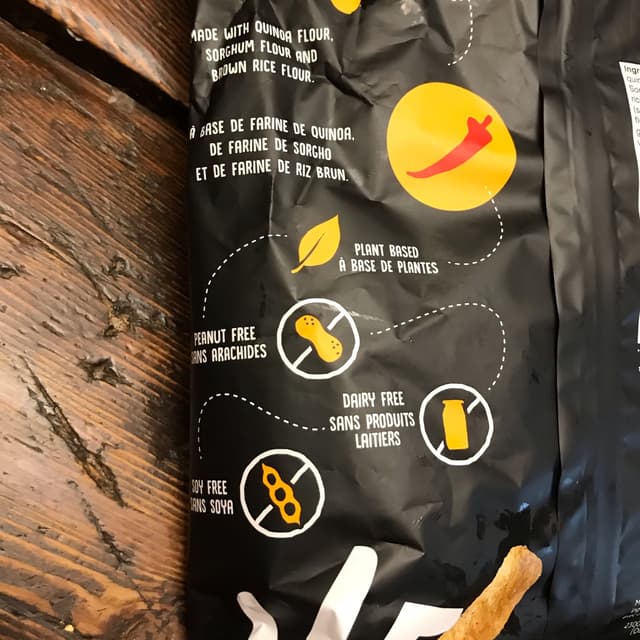 MADE WITH QUINOA FLOUR,
SORGHUM FLOUR AND
BROWN RICE FLOUR.
À BASE DE FARINE DE QUINOA,
DE FARINE DE SORGHO
ET DE FARINE DE RIZ BRUN.
PLANT BASED
À BASE DE PLANTES
PEANUT FREE
SANS ARACHIDES
DAIRY FREE
SANS PRODUITS
LAITIERS
SOY FREE
SANS SOYA
Ingr
quin